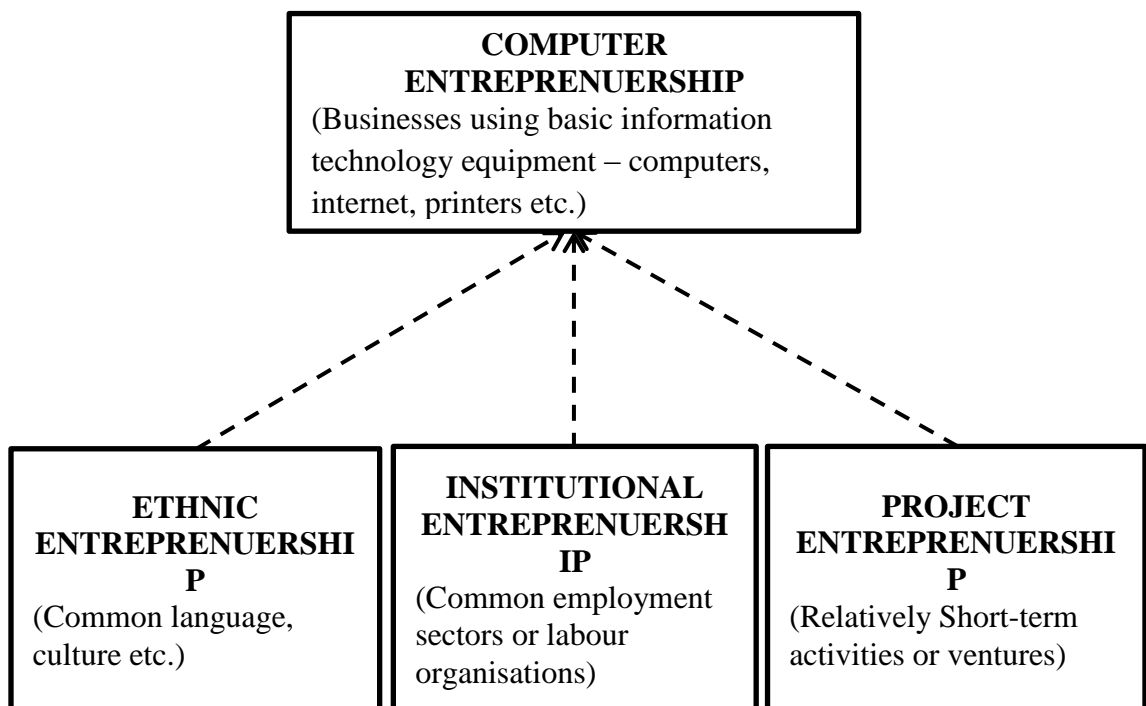 COMPUTER
ENTREPRENUERSHIP
(Businesses using basic information
technology equipment – computers,
internet, printers etc.)
ETHNIC
ENTREPRENUERSHI
P
(Common language,
culture etc.)
INSTITUTIONAL
ENTREPRENUERSH
IP
(Common employment
sectors or labour
organisations)
PROJECT
ENTREPRENUERSHI
P
(Relatively Short-term
activities or ventures)